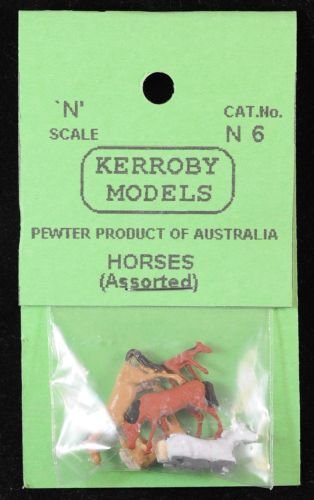 'N' CAT.No.
SCALE N 6
KERROBY
MODELS
PEWTER PRODUCT OF AUSTRALIA
HORSES
(Assorted)